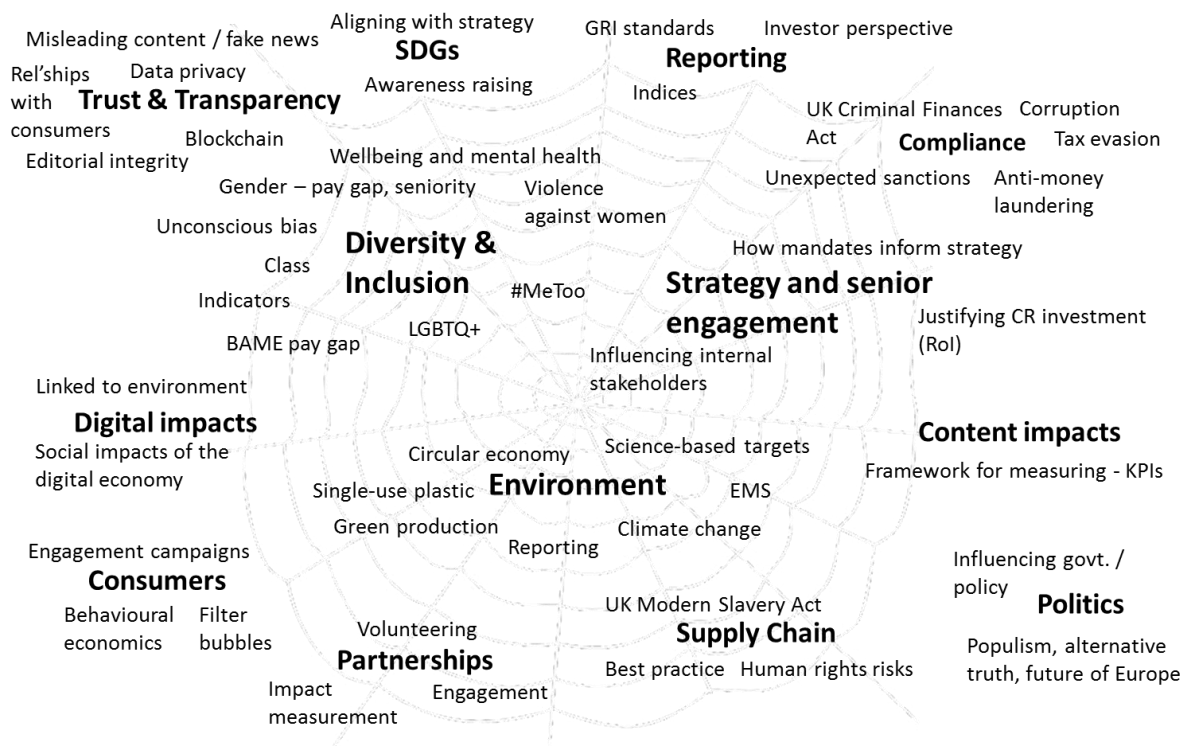 Misleading content / fake news
Rel'ships
with
consumers
Data privacy
Trust & Transparency
Blockchain
Editorial integrity
Aligning with strategy
SDGs
Awareness raising
GRI standards
Investor perspective
Reporting
Indices
UK Criminal Finances
Act
Corruption
Compliance
Tax evasion
Unexpected sanctions
Anti-money
laundering
Wellbeing and mental health
Gender – pay gap, seniority
Violence
against women
Unconscious bias
Diversity &
Inclusion
Class
#MeToo
Indicators
LGBTQ+
BAME pay gap
How mandates inform strategy
Strategy and senior
engagement
Justifying CR investment
(RoI)
Influencing internal
stakeholders
Linked to environment
Digital impacts
Social impacts of the
digital economy
Circular economy
Science-based targets
Single-use plastic
Environment
EMS
Green production
Climate change
Reporting
Content impacts
Framework for measuring - KPIs
Engagement campaigns
Consumers
Behavioural
economics
Filter
bubbles
Volunteering
Partnerships
Impact
measurement
Engagement
UK Modern Slavery Act
Supply Chain
Best practice
Human rights risks
Influencing govt. /
policy
Politics
Populism, alternative
truth, future of Europe